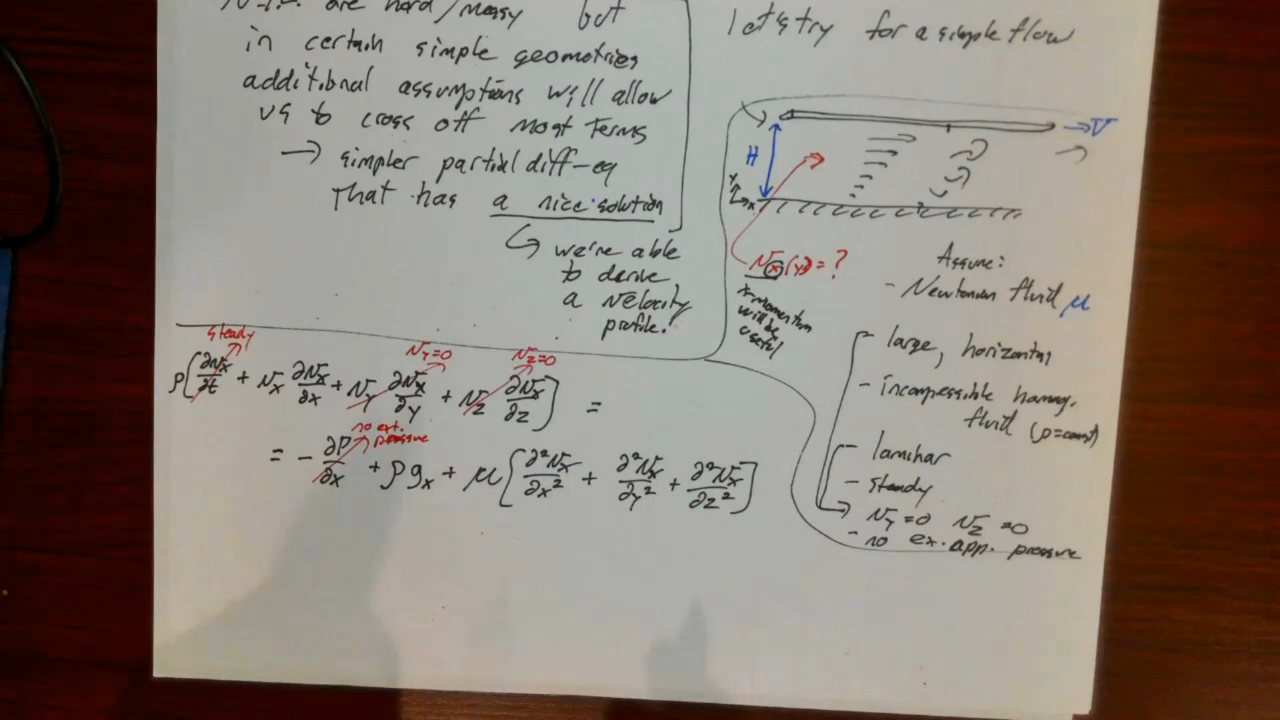 are hard/messy but
in certain simple geometries
additional assumptions will allow
us to cross off most terms
→ simpler partial diff-eq
That has a nice solution
↳ we're able
to derive
a velocity
profile.
let's try for a simple flow
→ V
H
y
x
Vx(y) = ?
x-momentum
will be
useful
Assume:
- Newtonian fluid μ
- large, horizontal
- incompressible homog.
fluid (ρ=const)
- laminar
- steady
→ Vy=0 Vz=0
- no ex. app. pressure
steady Vy=0 Vz=0
ρ[∂Vx/∂t + Vx ∂Vx/∂x + Vy ∂Vx/∂y + Vz ∂Vx/∂z] =
no ext.
pressure
= - ∂P/∂x + ρgx + μ[∂²Vx/∂x² + ∂²Vx/∂y² + ∂²Vx/∂z²]